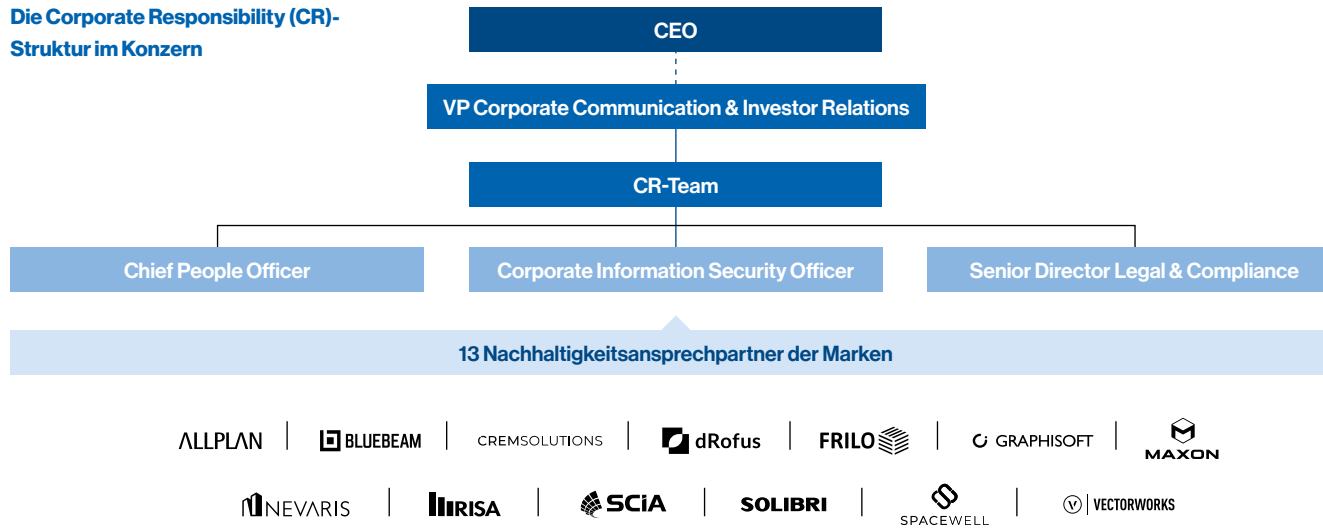 Die Corporate Responsibility (CR)-
Struktur im Konzern
CEO
VP Corporate Communication & Investor Relations
CR-Team
Chief People Officer
Corporate Information Security Officer
Senior Director Legal & Compliance
13 Nachhaltigkeitsansprechpartner der Marken
ALLPLAN
BLUEBEAM
CREMSOLUTIONS
dRofus
FRILO
GRAPHISOFT
MAXON
NEVARIS
RISA
SCiA
SOLIBRI
SPACEWELL
VECTORWORKS